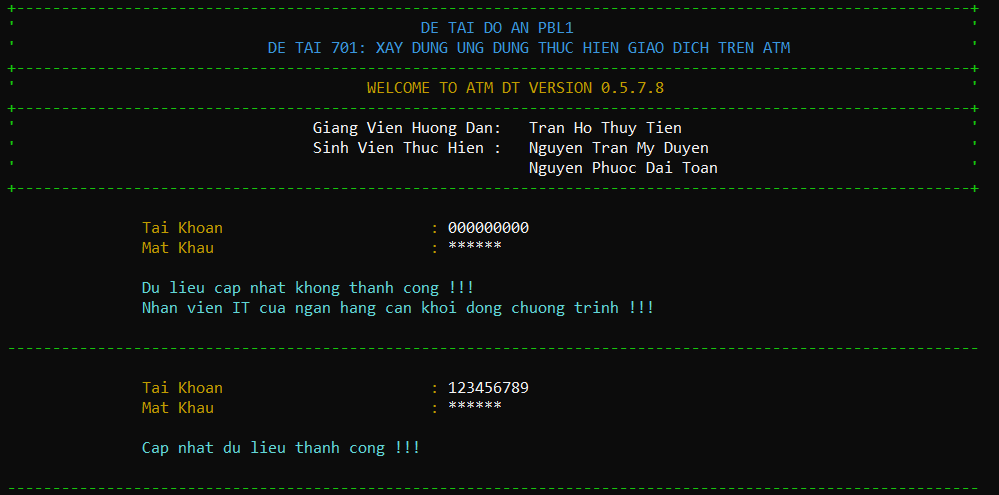 DE TAI DO AN PBL1
DE TAI 701: XAY DUNG UNG DUNG THUC HIEN GIAO DICH TREN ATM
WELCOME TO ATM DT VERSION 0.5.7.8
Giang Vien Huong Dan: Tran Ho Thuy Tien
Sinh Vien Thuc Hien : Nguyen Tran My Duyen
Nguyen Phuoc Dai Toan
Tai Khoan : 000000000
Mat Khau : ******
Du lieu cap nhat khong thanh cong !!!
Nhan vien IT cua ngan hang can khoi dong chuong trinh !!!
Tai Khoan : 123456789
Mat Khau : ******
Cap nhat du lieu thanh cong !!!